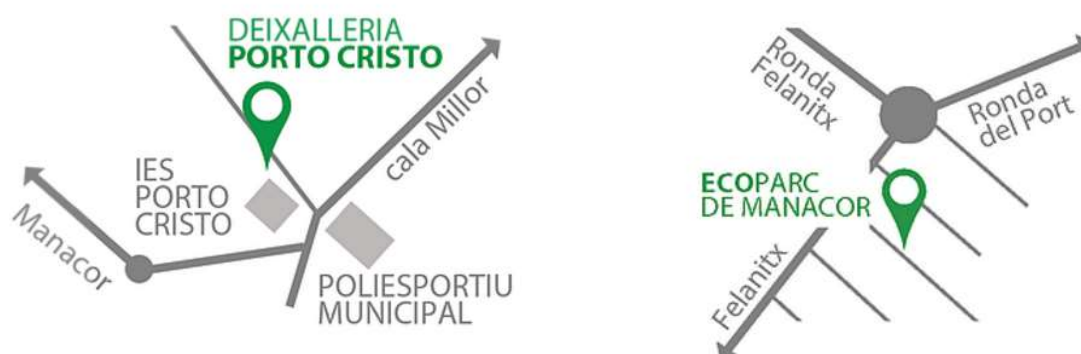 DEIXALLERIA
PORTO CRISTO
cala Millor
IES
PORTO
CRISTO
Manacor
POLIESPORTIU
MUNICIPAL
Ronda
Felanitx
Ronda
del Port
ECOPARC
DE MANACOR
Felanitx